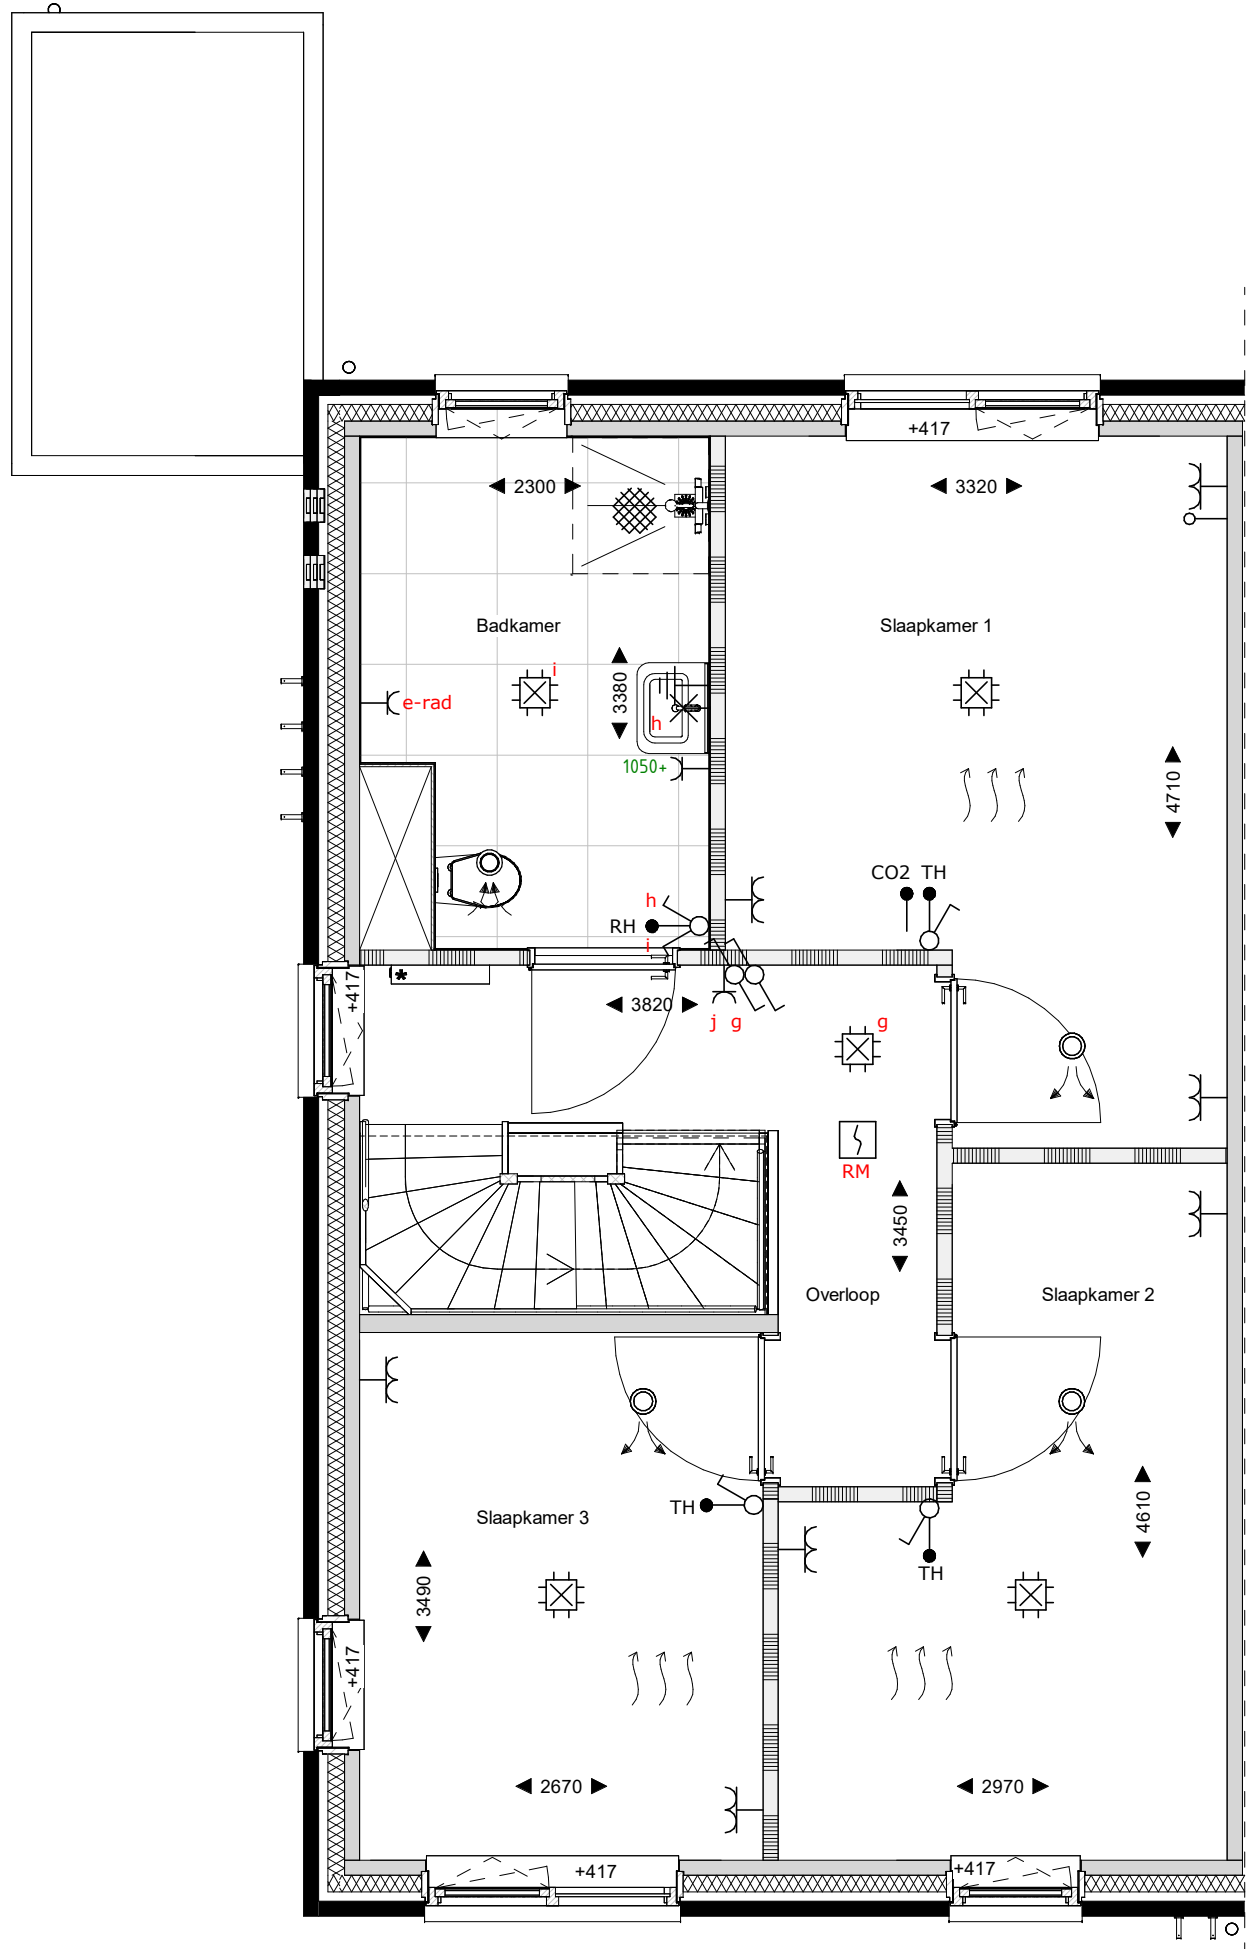 +417
2300
3320
Badkamer
Slaapkamer 1
i
e-rad
3380
h
1050+
4710
CO2 TH
h
RH
i
+417
*
3820
j g
g
RM
3450
Overloop
Slaapkamer 2
TH
Slaapkamer 3
4610
TH
3490
+417
2670
2970
+417
+417